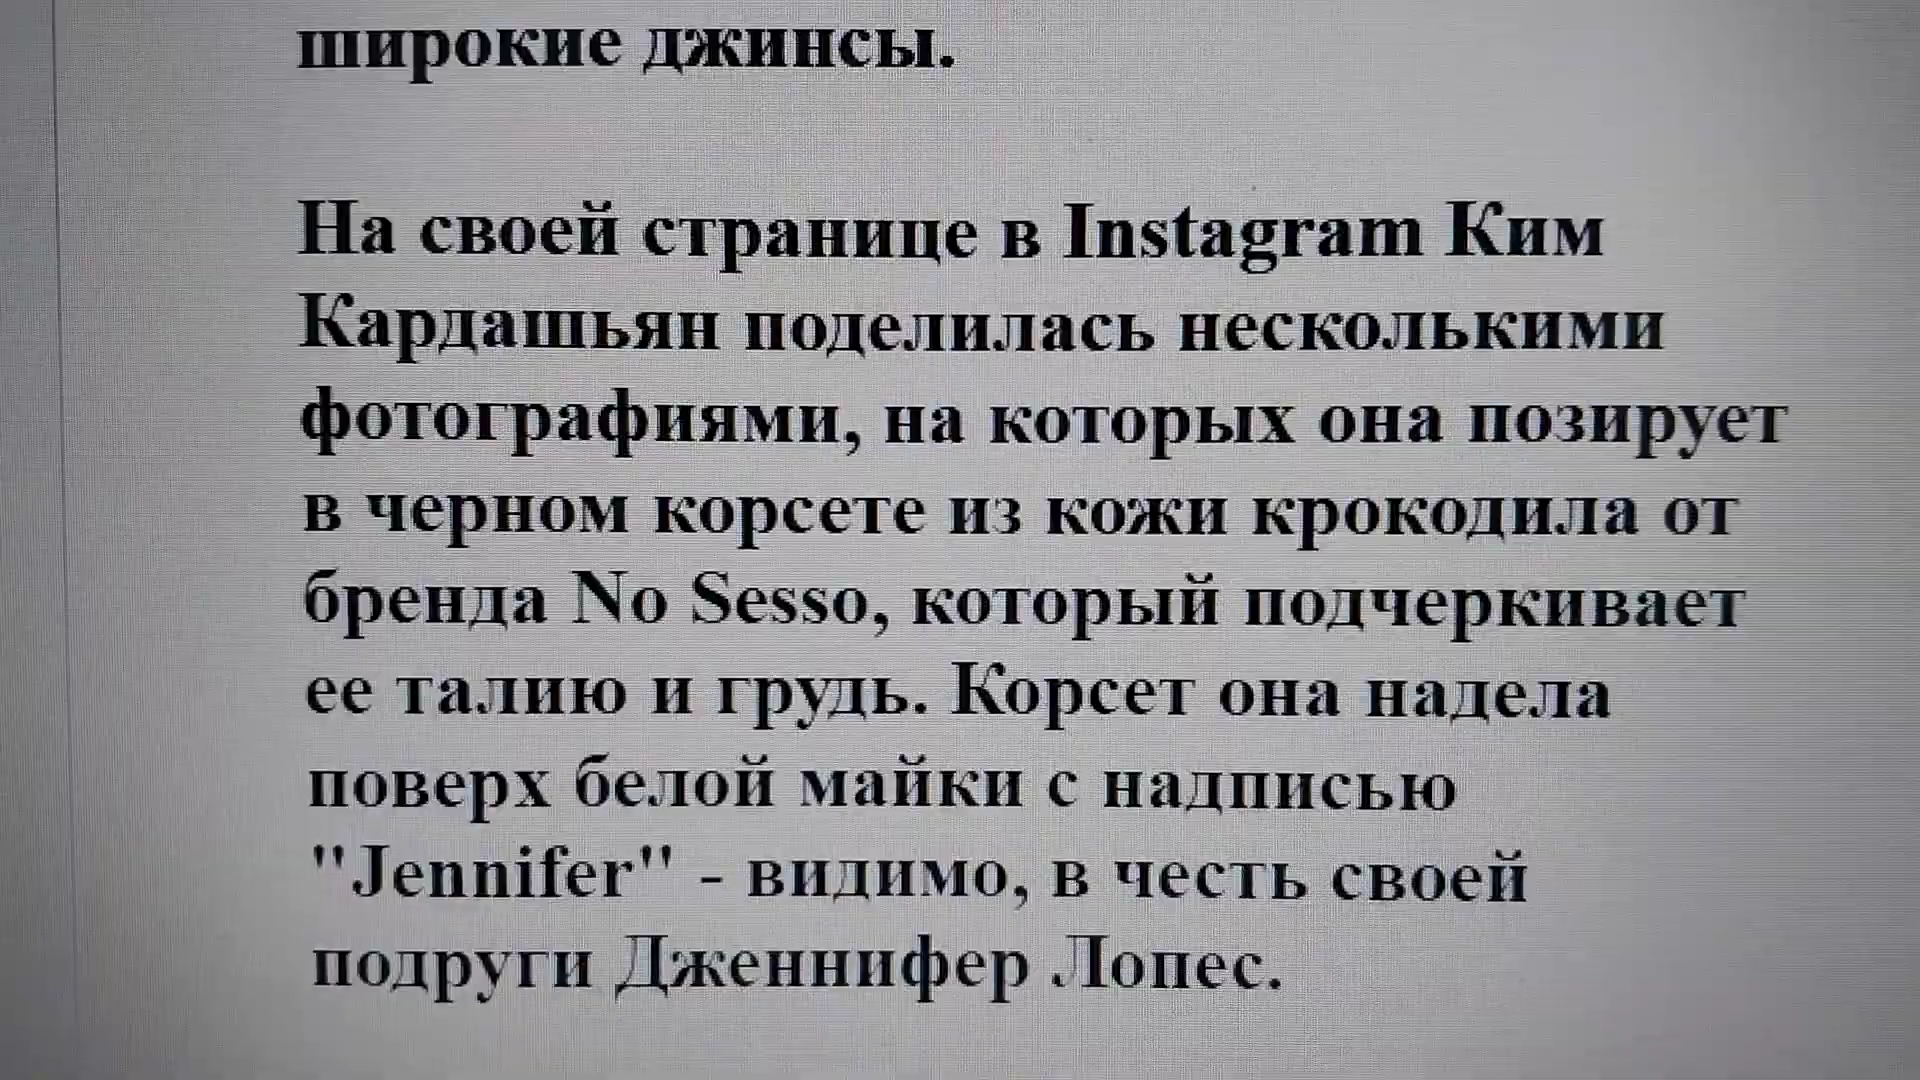 широкие джинсы.
На своей странице в Instagram Ким
Кардашьян поделилась несколькими
фотографиями, на которых она позирует
в черном корсете из кожи крокодила от
бренда No Sesso, который подчеркивает
ее талию и грудь. Корсет она надела
поверх белой майки с надписью
"Jennifer" - видимо, в честь своей
подруги Дженнифер Лопес.